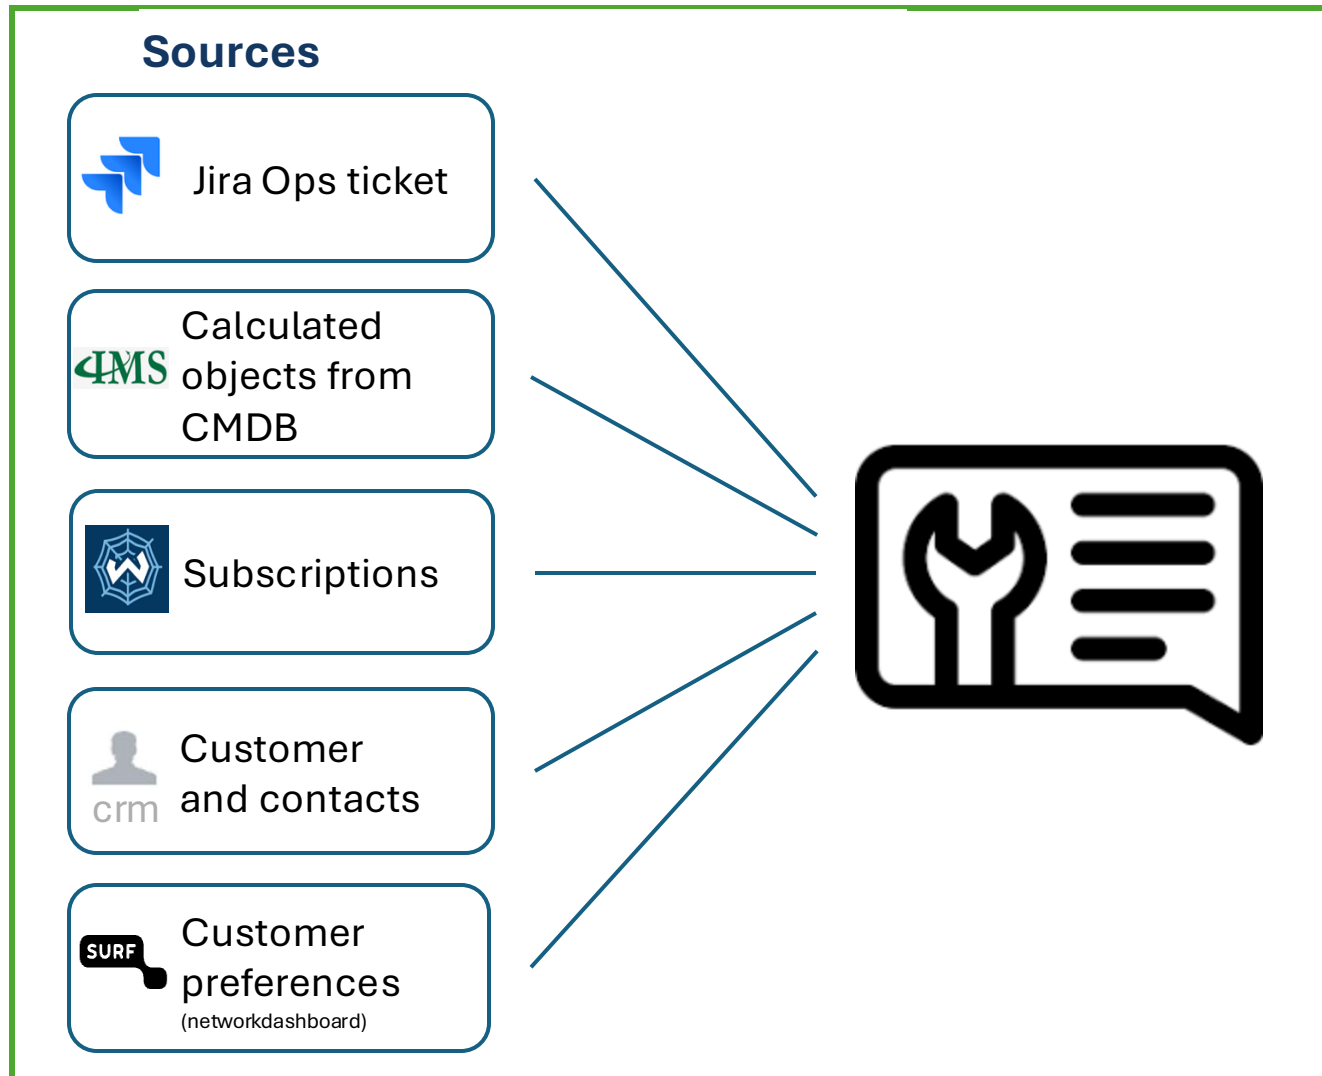 Sources
Jira Ops ticket
IMS
Calculated
objects from
CMDB
W
Subscriptions
crm
Customer
and contacts
SURF
Customer
preferences
(networkdashboard)